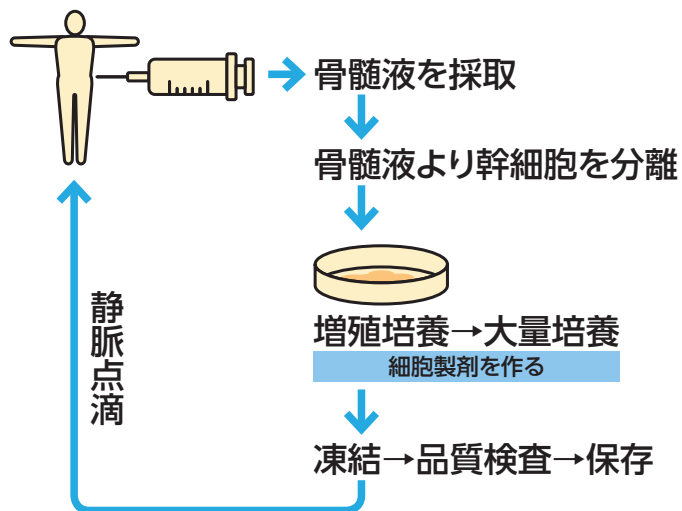 骨髄液を採取
骨髄液より幹細胞を分離
増殖培養→大量培養
細胞製剤を作る
凍結→品質検査→保存
静脈点滴